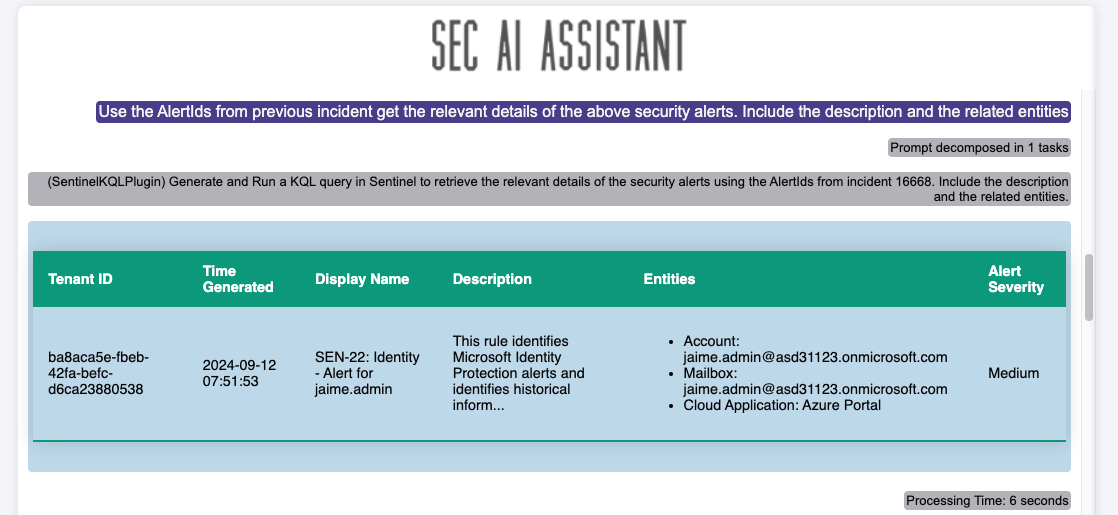 SEC AI ASSISTANT
Use the AlertIds from previous incident get the relevant details of the above security alerts. Include the description and the related entities
Prompt decomposed in 1 tasks
(SentinelKQLPlugin) Generate and Run a KQL query in Sentinel to retrieve the relevant details of the security alerts using the AlertIds from incident 16668. Include the description
and the related entities.
Tenant ID
Time
Generated
Display Name
Description
Entities
Alert
Severity
ba8aca5e-fbeb-
42fa-befc-
d6ca23880538
2024-09-12
07:51:53
SEN-22: Identity
- Alert for
jaime.admin
This rule identifies
Microsoft Identity
Protection alerts and
identifies historical
inform...
• Account:
jaime.admin@asd31123.onmicrosoft.com
• Mailbox:
jaime.admin@asd31123.onmicrosoft.com
• Cloud Application: Azure Portal
Medium
Processing Time: 6 seconds